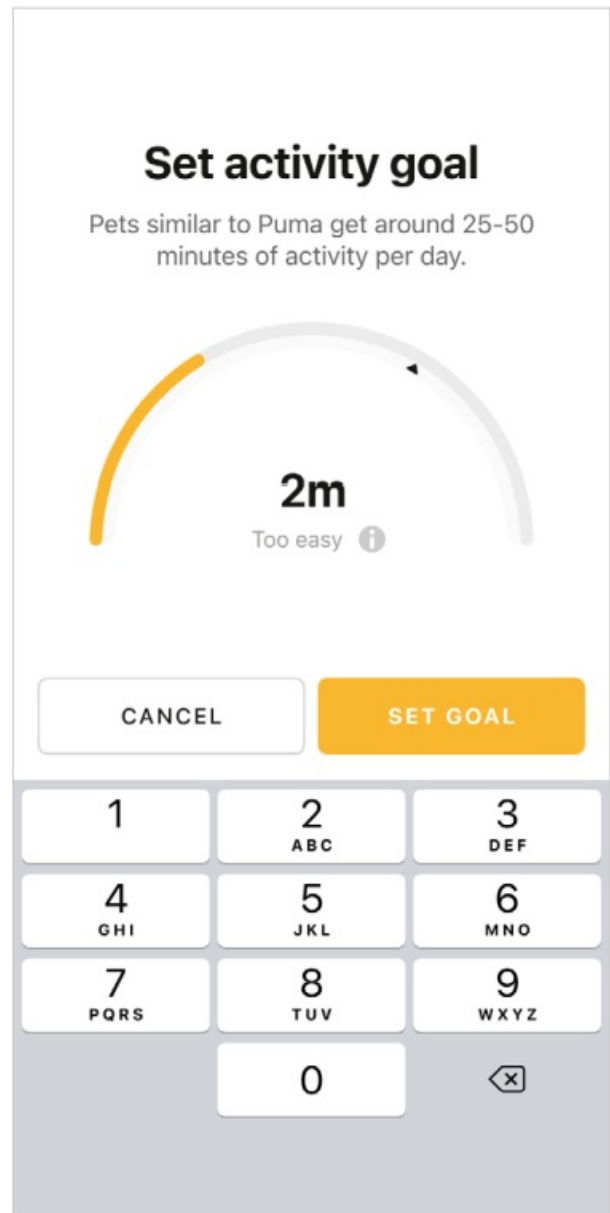 Set activity goal
Pets similar to Puma get around 25-50
minutes of activity per day.
2m
Too easy
CANCEL
SET GOAL
1
2
ABC
3
DEF
4
GHI
5
JKL
6
MNO
7
PQRS
8
TUV
9
WXYZ
0